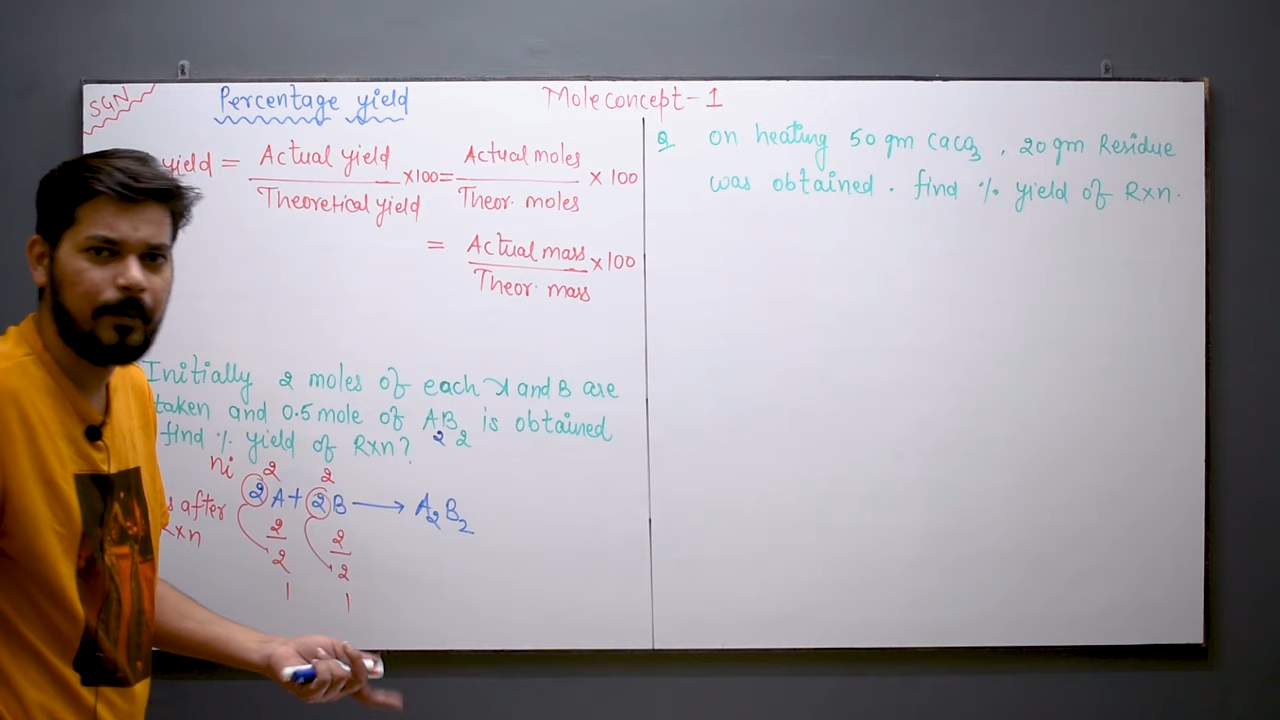 SGN
Percentage yield
Mole concept - 1
yield = Actual yield / Theoretical yield ×100 = Actual moles / Theor. moles × 100
= Actual mass / Theor. mass ×100
Initially 2 moles of each A and B are
taken and 0.5 mole of A2B2 is obtained
find % yield of Rxn?
ni 2 2
after 2A + 2B ⟶ A2B2
Rxn 2/2 2/2
1 1
Q on heating 50 gm CaCO3 , 20 gm Residue
was obtained . find % yield of Rxn.